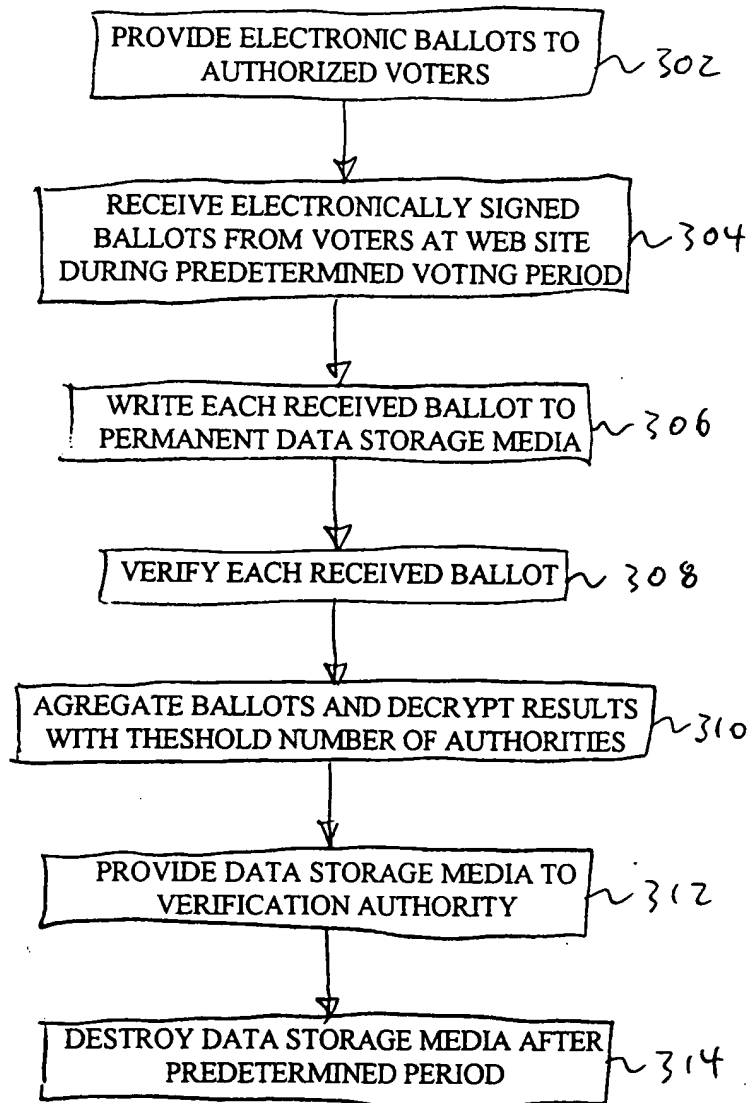 PROVIDE ELECTRONIC BALLOTS TO
AUTHORIZED VOTERS
302
RECEIVE ELECTRONICALLY SIGNED
BALLOTS FROM VOTERS AT WEB SITE
DURING PREDETERMINED VOTING PERIOD
304
WRITE EACH RECEIVED BALLOT TO
PERMANENT DATA STORAGE MEDIA
306
VERIFY EACH RECEIVED BALLOT
308
AGREGATE BALLOTS AND DECRYPT RESULTS
WITH THESHOLD NUMBER OF AUTHORITIES
310
PROVIDE DATA STORAGE MEDIA TO
VERIFICATION AUTHORITY
312
DESTROY DATA STORAGE MEDIA AFTER
PREDETERMINED PERIOD
314